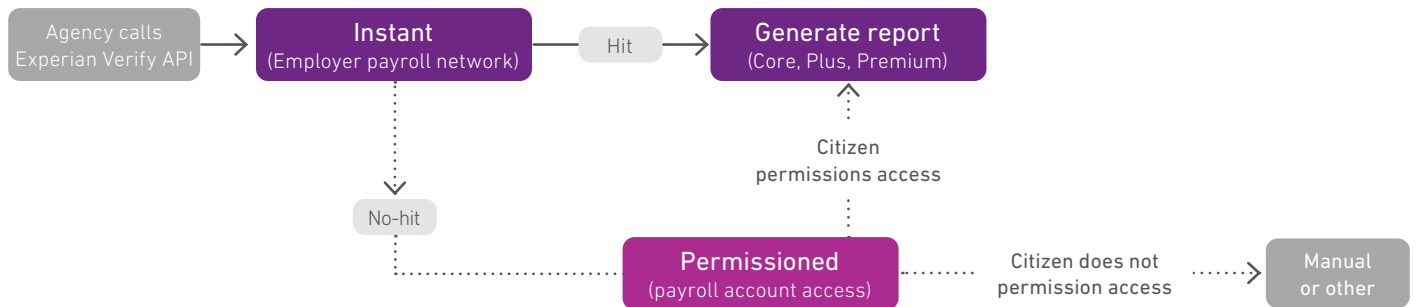 Agency calls
Experian Verify API
Instant
(Employer payroll network)
Hit
Generate report
(Core, Plus, Premium)
Citizen
permissions access
No-hit
Permissioned
(payroll account access)
Citizen does not
permission access
Manual
or other